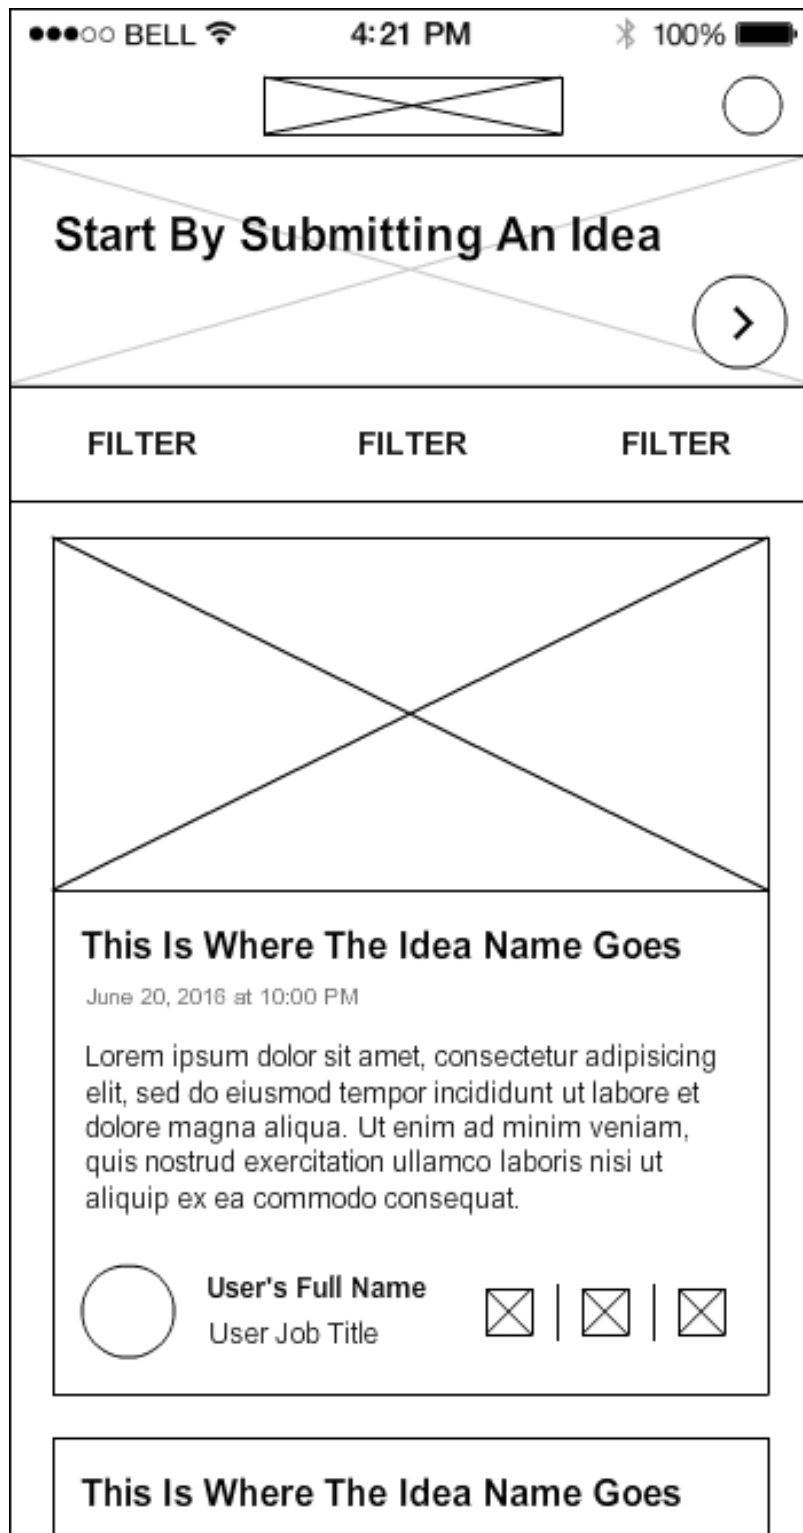 BELL 4:21 PM 100%
Start By Submitting An Idea
FILTER FILTER FILTER
This Is Where The Idea Name Goes
June 20, 2016 at 10:00 PM
Lorem ipsum dolor sit amet, consectetur adipisicing
elit, sed do eiusmod tempor incididunt ut labore et
dolore magna aliqua. Ut enim ad minim veniam,
quis nostrud exercitation ullamco laboris nisi ut
aliquip ex ea commodo consequat.
User's Full Name
User Job Title
This Is Where The Idea Name Goes